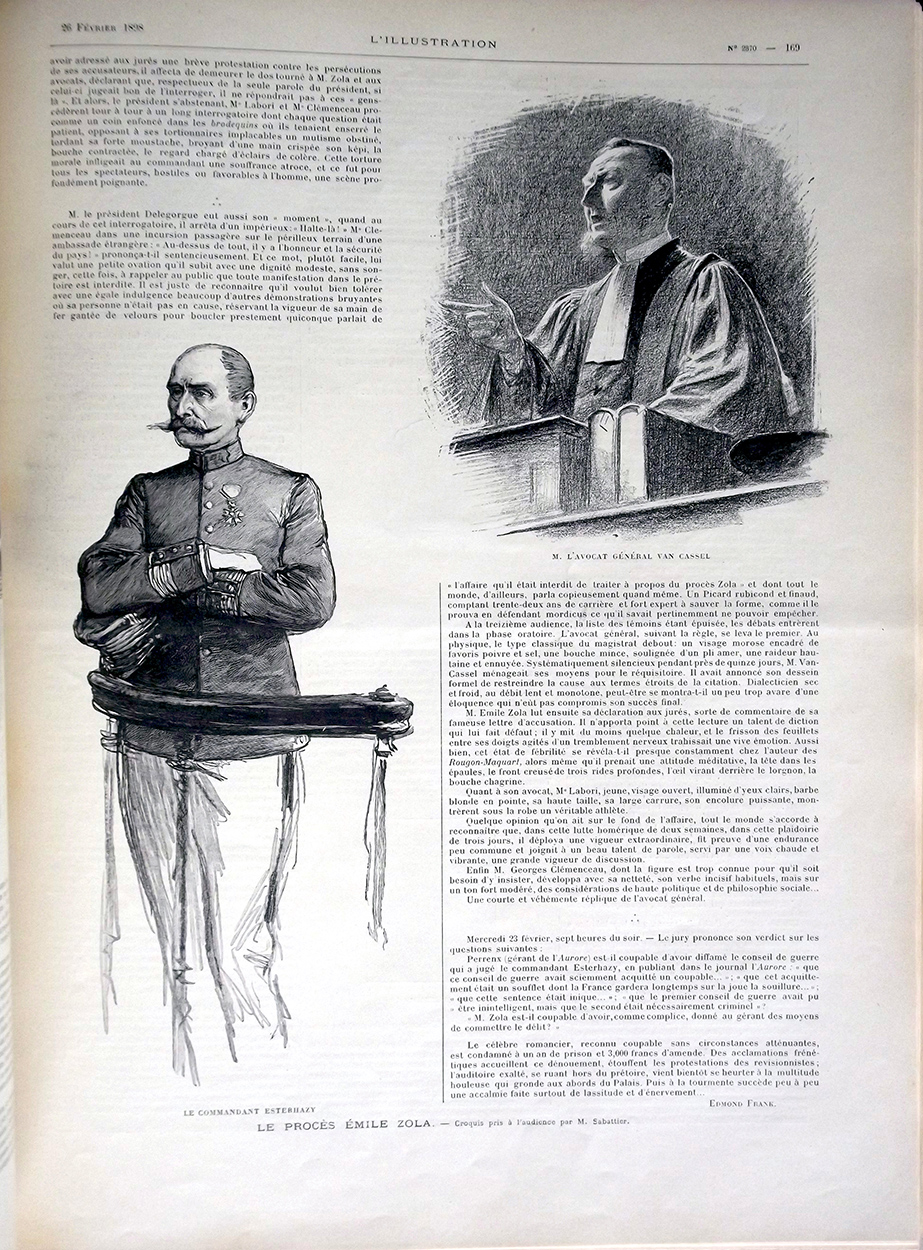 26 Février 1898
L'ILLUSTRATION
N° 2870 — 169
avoir adressé aux jurés une brève protestation contre les persécutions
de ses accusateurs, il affecta de demeurer le dos tourné à M. Zola et aux
avocats, déclarant que, respectueux de la seule parole du président, si
celui-ci jugeait bon de l'interroger, il ne répondrait pas à ces « gens-
là ». Et alors, le président s'abstenant, Me Labori et Me Clémenceau pro-
cédèrent tour à tour à un long interrogatoire dont chaque question était
comme un coin enfoncé dans les brodequins où ils tenaient enserré le
patient, opposant à ses tortionnaires implacables un mutisme obstiné,
tordant sa forte moustache, broyant d'une main crispée son képi, la
bouche contractée, le regard chargé d'éclairs de colère. Cette torture
morale infligeait au commandant une souffrance atroce, et ce fut pour
tous les spectateurs, hostiles ou favorables à l'homme, une scène pro-
fondément poignante.
∴
M. le président Delegorgue eut aussi son « moment », quand au
cours de cet interrogatoire, il arrêta d'un impérieux : « Halte-là ! » Me Cle-
menceau dans une incursion passagère sur le périlleux terrain d'une
ambassade étrangère : « Au-dessus de tout, il y a l'honneur et la sécurité
du pays ! » prononça-t-il sentencieusement. Et ce mot, plutôt facile, lui
valut une petite ovation qu'il subit avec une dignité modeste, sans son-
ger, cette fois, à rappeler au public que toute manifestation dans le pré-
toire est interdite. Il est juste de reconnaître qu'il voulut bien tolérer
avec une égale indulgence beaucoup d'autres démonstrations bruyantes
où sa personne n'était pas en cause, réservant la vigueur de sa main de
fer gantée de velours pour boucler prestement quiconque parlait de
M. L'AVOCAT GÉNÉRAL VAN CASSEL
« l'affaire qu'il était interdit de traiter à propos du procès Zola » et dont tout le
monde, d'ailleurs, parla copieusement quand même. Un Picard rubicond et finaud,
comptant trente-deux ans de carrière et fort expert à sauver la forme, comme il le
prouva en défendant mordicus ce qu'il savait pertinemment ne pouvoir empêcher.
A la treizième audience, la liste des témoins étant épuisée, les débats entrèrent
dans la phase oratoire. L'avocat général, suivant la règle, se leva le premier. Au
physique, le type classique du magistrat debout : un visage morose encadré de
favoris poivre et sel, une bouche mince, soulignée d'un pli amer, une raideur hau-
taine et ennuyée. Systématiquement silencieux pendant près de quinze jours, M. Van-
Cassel ménageait ses moyens pour le réquisitoire. Il avait annoncé son dessein
formel de restreindre la cause aux termes étroits de la citation. Dialecticien sec
et froid, au débit lent et monotone, peut-être se montra-t-il un peu trop avare d'une
éloquence qui n'eût pas compromis son succès final.
M. Emile Zola lut ensuite sa déclaration aux jurés, sorte de commentaire de sa
fameuse lettre d'accusation. Il n'apporta point à cette lecture un talent de diction
qui lui fait défaut ; il y mit du moins quelque chaleur, et le frisson des feuillets
entre ses doigts agités d'un tremblement nerveux trahissait une vive émotion. Aussi
bien, cet état de fébrilité se révéla-t-il presque constamment chez l'auteur des
Rougon-Maquart, alors même qu'il prenait une attitude méditative, la tête dans les
épaules, le front creusé de trois rides profondes, l'œil virant derrière le lorgnon, la
bouche chagrine.
Quant à son avocat, Me Labori, jeune, visage ouvert, illuminé d'yeux clairs, barbe
blonde en pointe, sa haute taille, sa large carrure, son encolure puissante, mon-
trèrent sous la robe un véritable athlète.
Quelque opinion qu'on ait sur le fond de l'affaire, tout le monde s'accorde à
reconnaître que, dans cette lutte homérique de deux semaines, dans cette plaidoirie
de trois jours, il déploya une vigueur extraordinaire, fit preuve d'une endurance
peu commune et joignit à un beau talent de parole, servi par une voix chaude et
vibrante, une grande vigueur de discussion.
Enfin M. Georges Clémenceau, dont la figure est trop connue pour qu'il soit
besoin d'y insister, développa avec sa netteté, son verbe incisif habituels, mais sur
un ton fort modéré, des considérations de haute politique et de philosophie sociale...
Une courte et véhémente réplique de l'avocat général.
∴
Mercredi 23 février, sept heures du soir. — Le jury prononce son verdict sur les
questions suivantes :
Perrenx (gérant de l'Aurore) est-il coupable d'avoir diffamé le conseil de guerre
qui a jugé le commandant Esterhazy, en publiant dans le journal l'Aurore : « que
ce conseil de guerre avait sciemment acquitté un coupable... » ; « que cet acquitte-
ment était un soufflet dont la France gardera longtemps sur la joue la souillure... » ;
« que cette sentence était inique... » ; « que le premier conseil de guerre avait pu
« être inintelligent, mais que le second était nécessairement criminel » ?
« M. Zola est-il coupable d'avoir, comme complice, donné au gérant des moyens
de commettre le délit ? »
Le célèbre romancier, reconnu coupable sans circonstances atténuantes,
est condamné à un an de prison et 3,000 francs d'amende. Des acclamations fréné-
tiques accueillent ce dénouement, étouffent les protestations des revisionnistes ;
l'auditoire exalté, se ruant hors du prétoire, vient bientôt se heurter à la multitude
houleuse qui gronde aux abords du Palais. Puis à la tourmente succède peu à peu
une accalmie faite surtout de lassitude et d'énervement...
Edmond Frank.
LE COMMANDANT ESTERHAZY
LE PROCÈS ÉMILE ZOLA. — Croquis pris à l'audience par M. Sabattier.